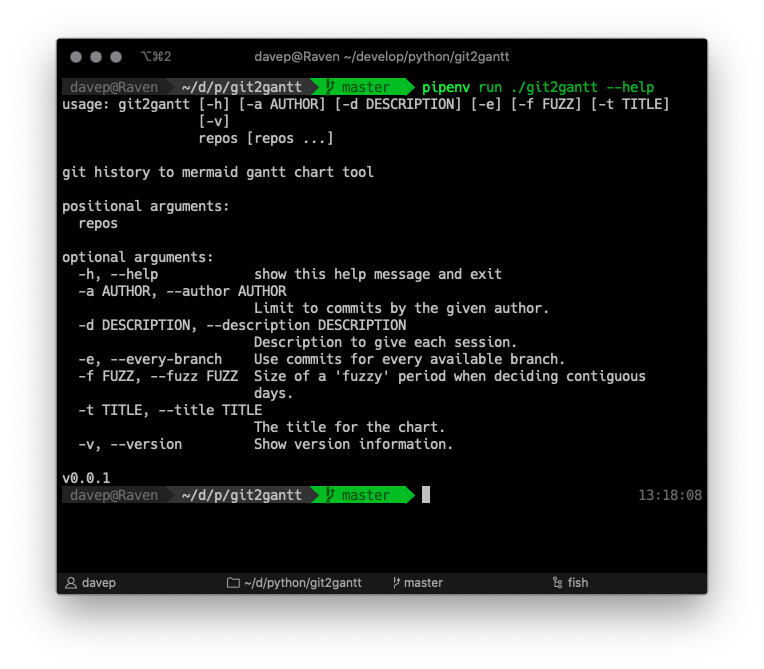 ⌥⌘2 davep@Raven ~/develop/python/git2gantt
davep@Raven ~/d/p/git2gantt master pipenv run ./git2gantt --help
usage: git2gantt [-h] [-a AUTHOR] [-d DESCRIPTION] [-e] [-f FUZZ] [-t TITLE]
[-v]
repos [repos ...]
git history to mermaid gantt chart tool
positional arguments:
repos
optional arguments:
-h, --help show this help message and exit
-a AUTHOR, --author AUTHOR
Limit to commits by the given author.
-d DESCRIPTION, --description DESCRIPTION
Description to give each session.
-e, --every-branch Use commits for every available branch.
-f FUZZ, --fuzz FUZZ Size of a 'fuzzy' period when deciding contiguous
days.
-t TITLE, --title TITLE
The title for the chart.
-v, --version Show version information.
v0.0.1
davep@Raven ~/d/p/git2gantt master 13:18:08
davep ~/d/python/git2gantt master fish